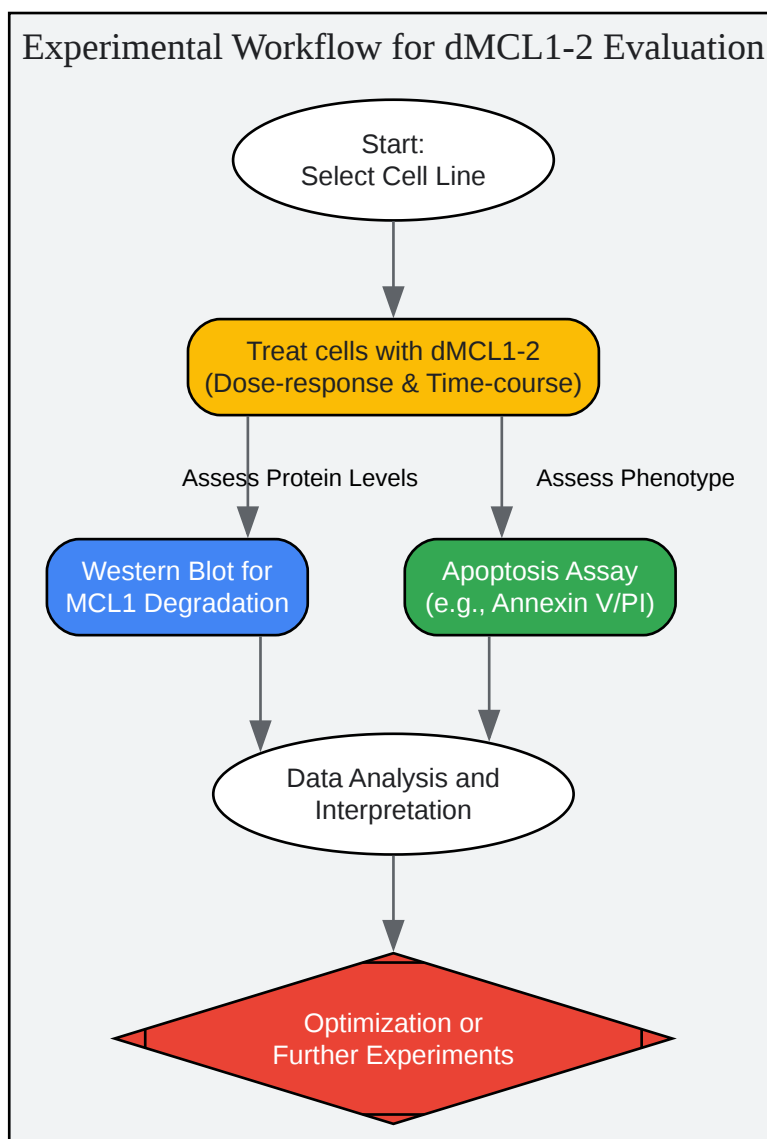 Experimental Workflow for dMCL1-2 Evaluation
Start:
Select Cell Line
Treat cells with dMCL1-2
(Dose-response & Time-course)
Assess Protein Levels
Assess Phenotype
Western Blot for
MCL1 Degradation
Apoptosis Assay
(e.g., Annexin V/PI)
Data Analysis and
Interpretation
Optimization or
Further Experiments